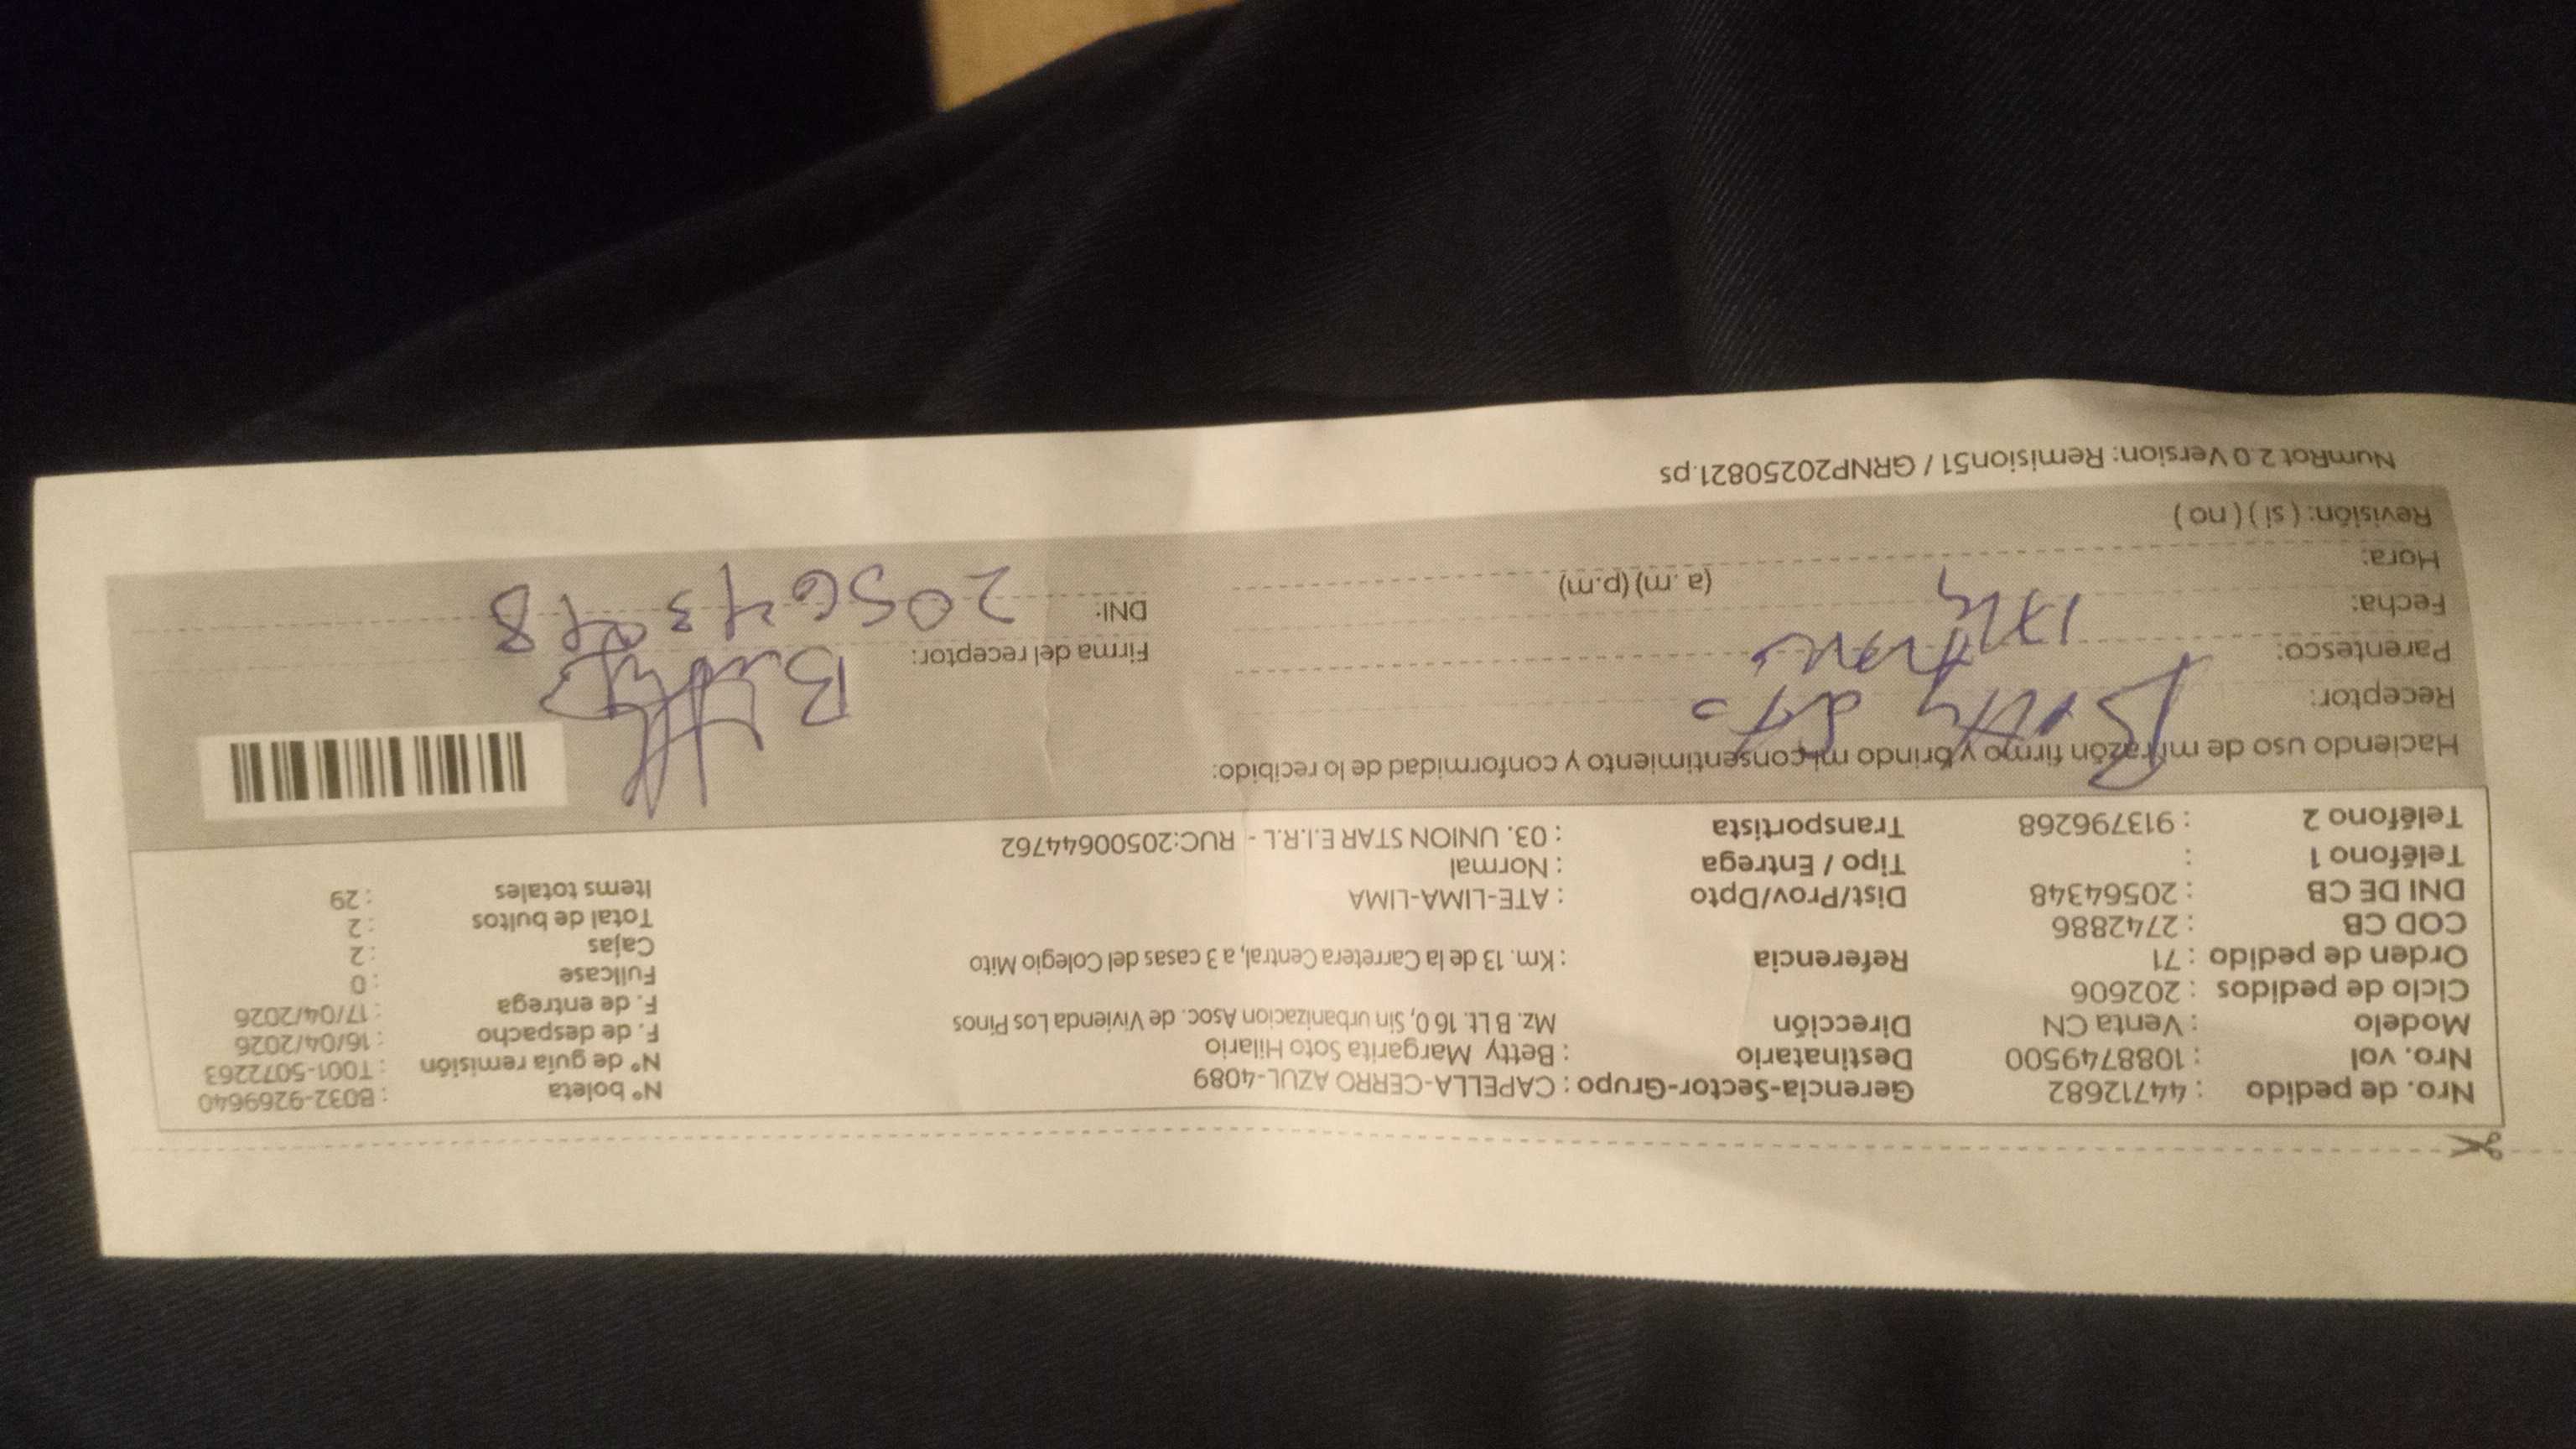 Nro. de pedido : 44712682 Gerencia-Sector-Grupo : CAPELLA-CERRO AZUL-4089 N° boleta : B032-9269640
Nro. vol : 1088749500 Destinatario : Betty Margarita Soto Hilario N° de guía remisión : T001-5072263
Modelo : Venta CN Dirección Mz. B Lt. 16 0, Sin urbanizacion Asoc. de Vivienda Los Pinos F. de despacho : 16/04/2026
Ciclo de pedidos : 202606 F. de entrega : 17/04/2026
Orden de pedido : 71 Referencia : Km. 13 de la Carretera Central, a 3 casas del Colegio Mito Fullcase : 0
COD CB : 2742886 Cajas : 2
DNI DE CB : 20564348 Dist/Prov/Dpto : ATE-LIMA-LIMA Total de bultos : 2
Teléfono 1 : Tipo / Entrega : Normal Items totales : 29
Teléfono 2 : 913796268 Transportista : 03. UNION STAR E.I.R.L - RUC:20500644762
Haciendo uso de mi razón firmo y brindo mi consentimiento y conformidad de lo recibido:
Receptor: Betty Soto
Parentesco: Firma del receptor:
Fecha: DNI: 20564348
Hora: (a .m) (p.m)
Revisión: ( si ) ( no )
NumRot 2.0 Version: Remision51 / GRNP20250821.ps